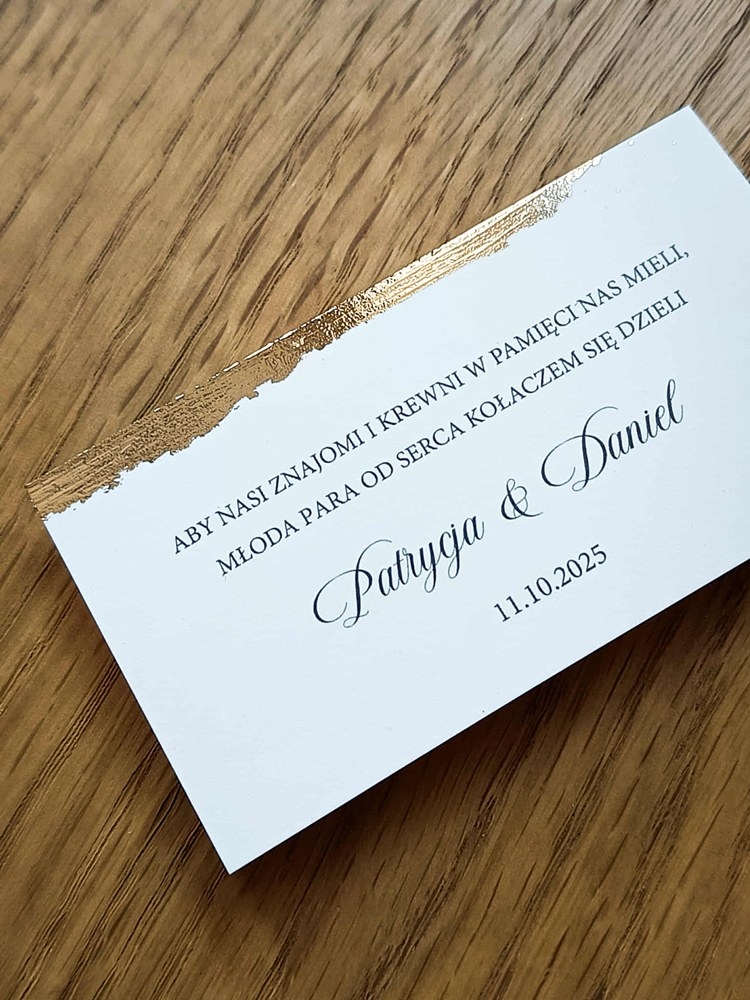 ABY NASI ZNAJOMI I KREWNI W PAMIĘCI NAS MIELI,
MŁODA PARA OD SERCA KOŁACZEM SIĘ DZIELI
Patrycja & Daniel
11.10.2025